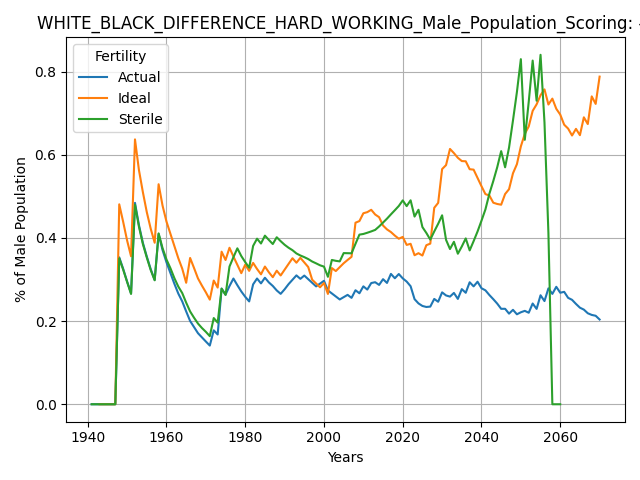 WHITE_BLACK_DIFFERENCE_HARD_WORKING_Male_Population_Scoring:
Fertility
Actual
Ideal
Sterile
% of Male Population
0.8
0.6
0.4
0.2
0.0
1940 1960 1980 2000 2020 2040 2060
Years